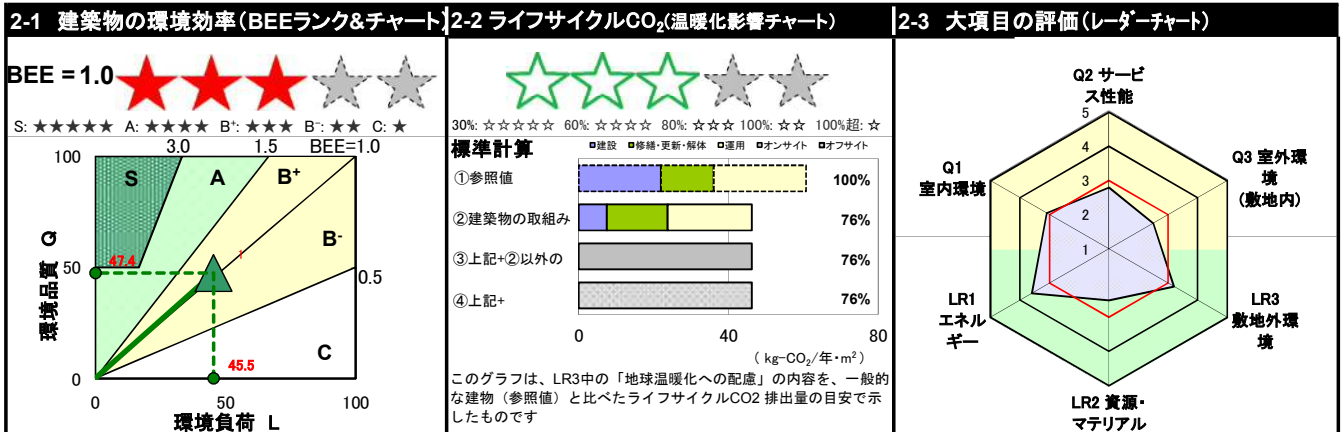 2-1 建築物の環境効率(BEEランク&チャート)
BEE = 1.0
S: ★★★★★ A: ★★★★ B⁺: ★★★ B⁻: ★★ C: ★
3.0 1.5 BEE=1.0
100
S
A
B⁺
B⁻
47.4
1
50
0.5
45.5
C
0
0 50 100
環境品質 Q
環境負荷 L
2-2 ライフサイクルCO₂(温暖化影響チャート)
30%: ☆☆☆☆☆ 60%: ☆☆☆☆ 80%: ☆☆☆ 100%: ☆☆ 100%超: ☆
標準計算
建設 修繕・更新・解体 運用 オンサイト オフサイト
①参照値 100%
②建築物の取組み 76%
③上記+②以外の 76%
④上記+ 76%
0 40 80
( kg-CO₂/年・m²)
このグラフは、LR3中の「地球温暖化への配慮」の内容を、一般的
な建物(参照値)と比べたライフサイクルCO2 排出量の目安で示
したものです
2-3 大項目の評価(レーダーチャート)
Q2 サービ
ス性能
5
4
3
2
1
Q1
室内環境
Q3 室外環
境
(敷地内)
LR1
エネル
ギー
LR3
敷地外環
境
LR2 資源・
マテリアル